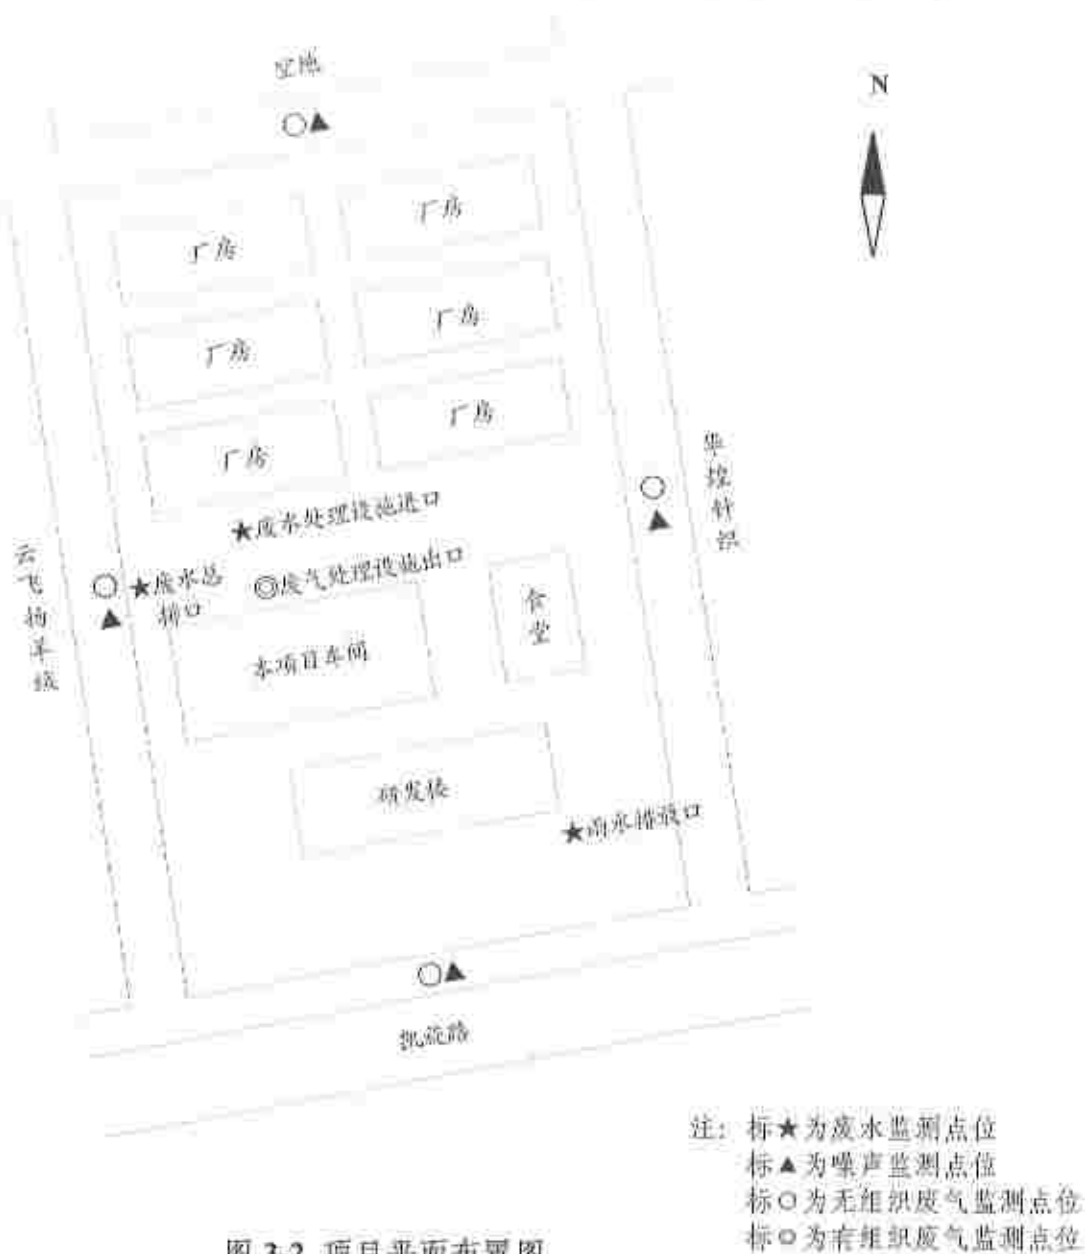 空地
N
厂房
厂房
厂房
厂房
厂房
厂房
华煌针织
★废水处理设施进口
云飞扬羊绒
★废水总
排口
◎废气处理设施出口
食堂
本项目车间
研发楼
★雨水排放口
凯旋路
注：标★为废水监测点位
标▲为噪声监测点位
标○为无组织废气监测点位
标◎为有组织废气监测点位
图 3-2 项目平面布置图